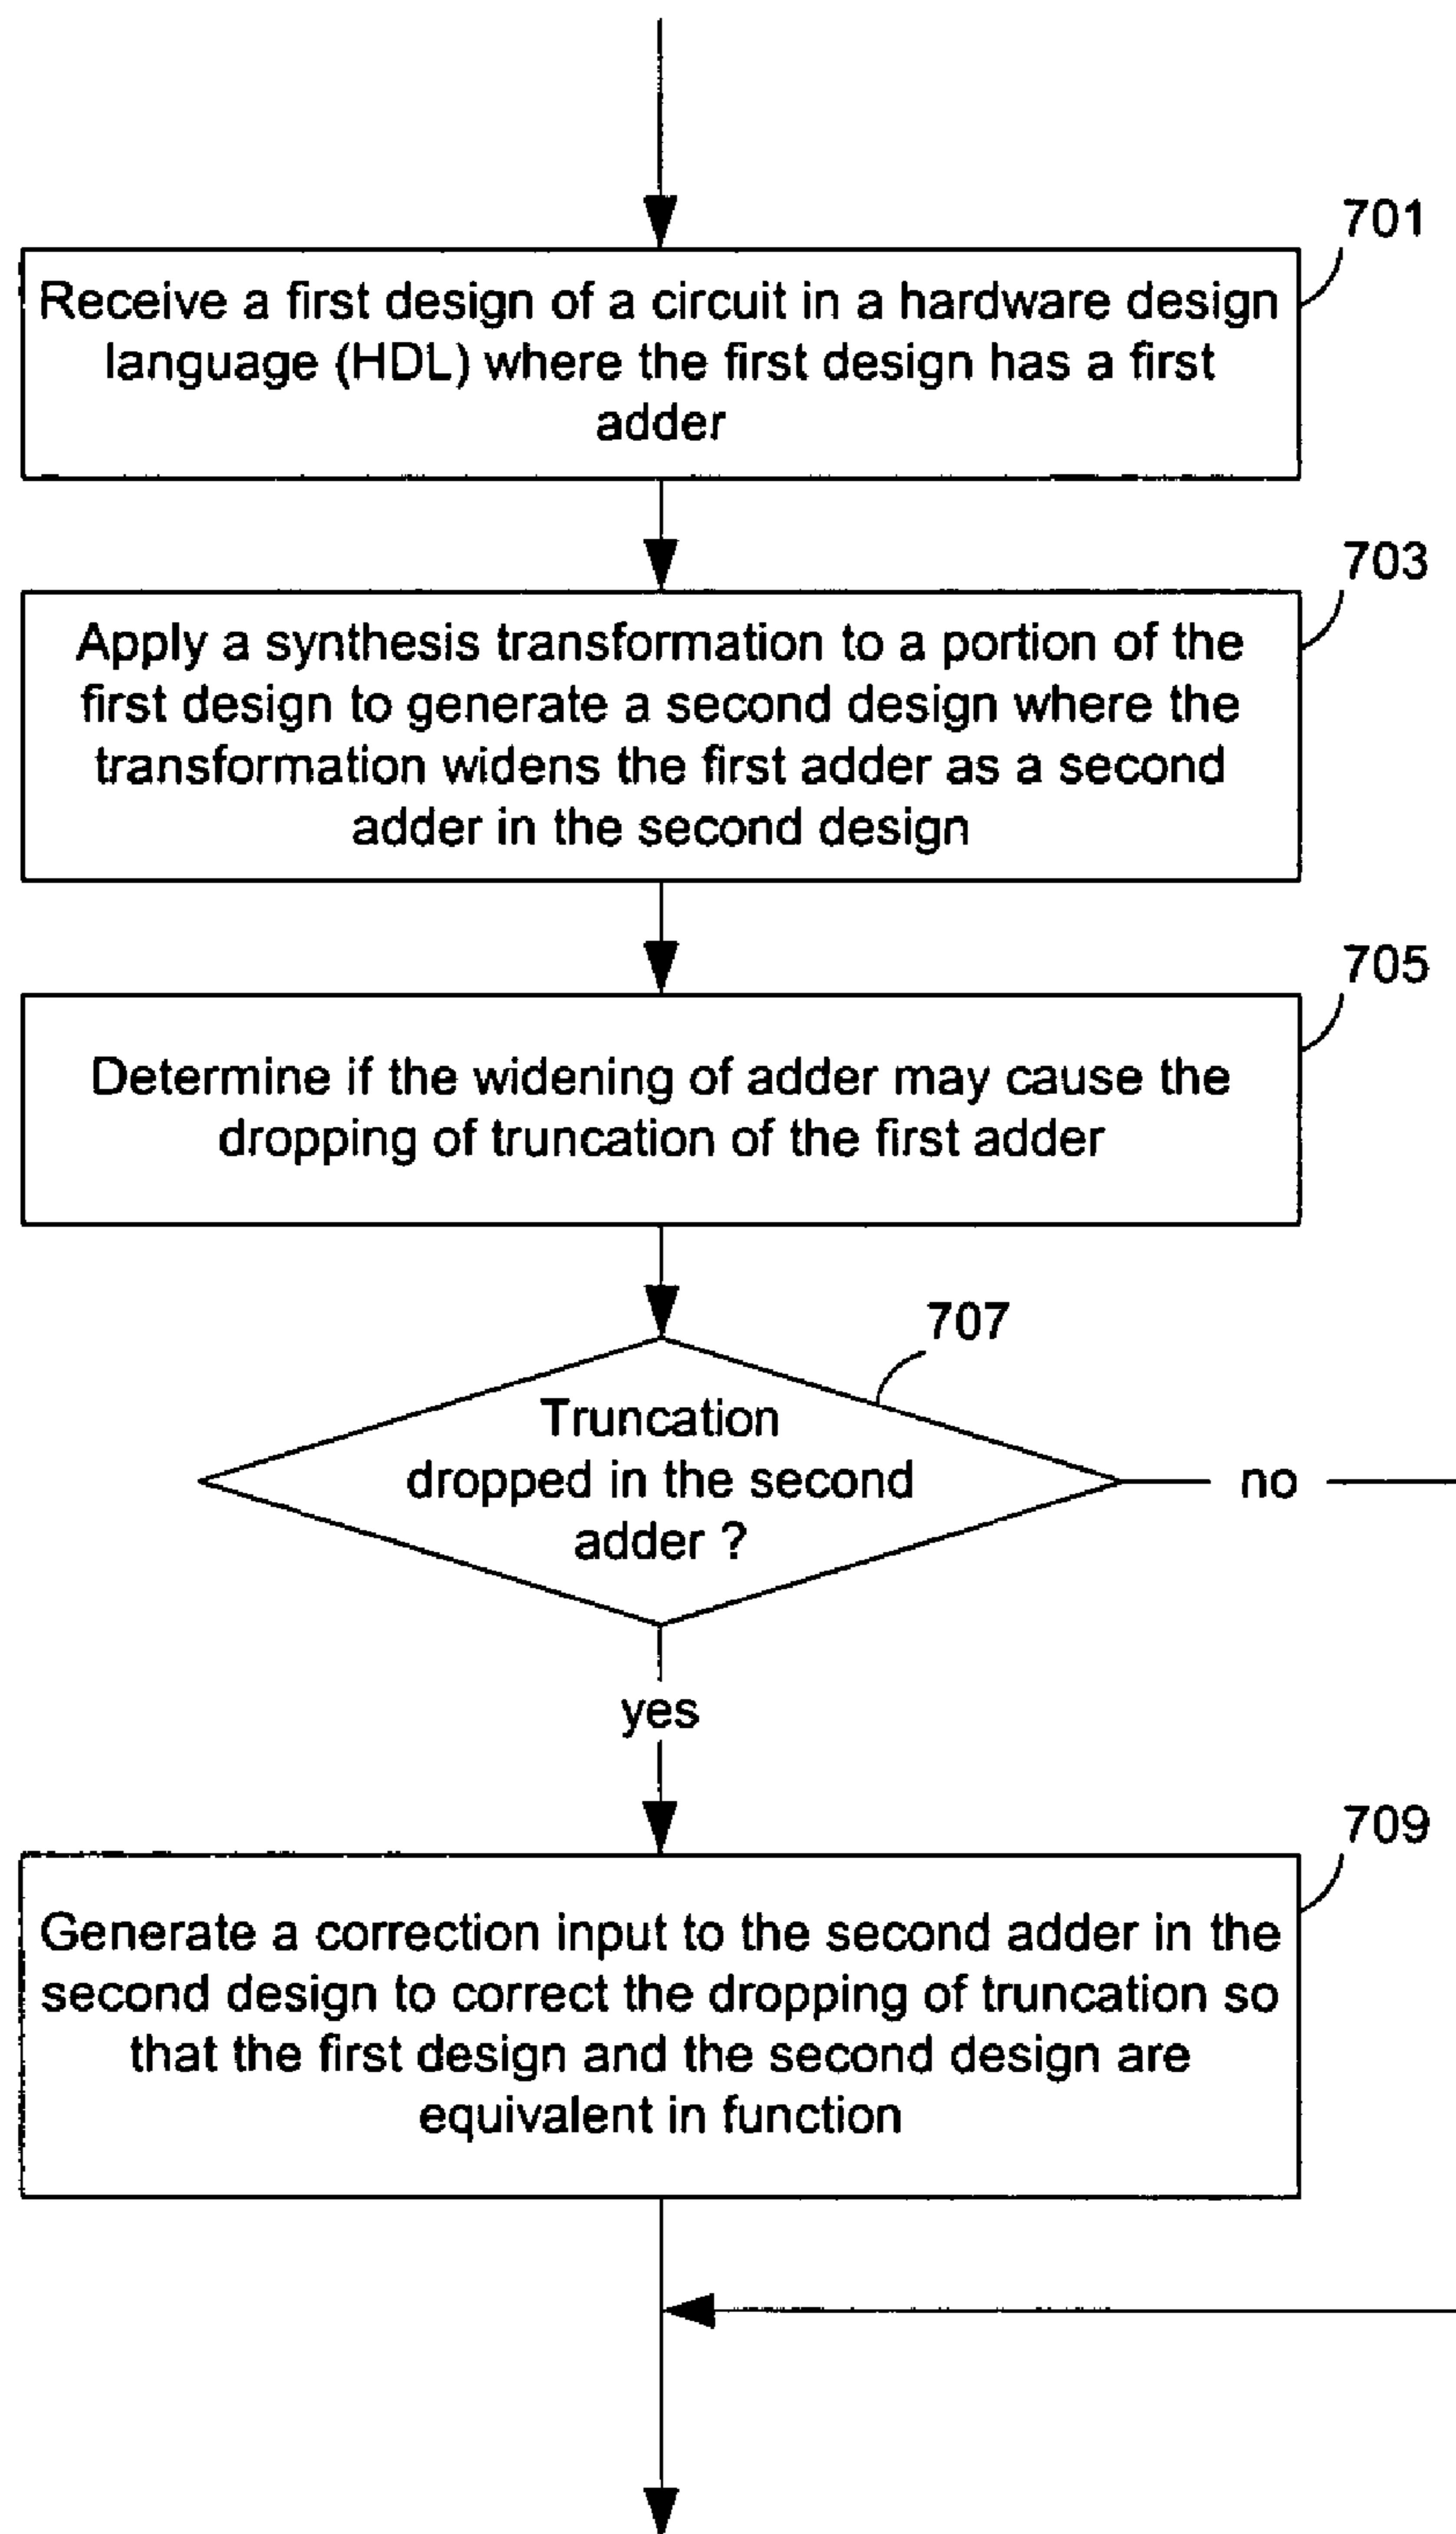 701
Receive a first design of a circuit in a hardware design
language (HDL) where the first design has a first
adder
703
Apply a synthesis transformation to a portion of the
first design to generate a second design where the
transformation widens the first adder as a second
adder in the second design
705
Determine if the widening of adder may cause the
dropping of truncation of the first adder
707
Truncation
dropped in the second
adder ?
no
yes
709
Generate a correction input to the second adder in the
second design to correct the dropping of truncation so
that the first design and the second design are
equivalent in function